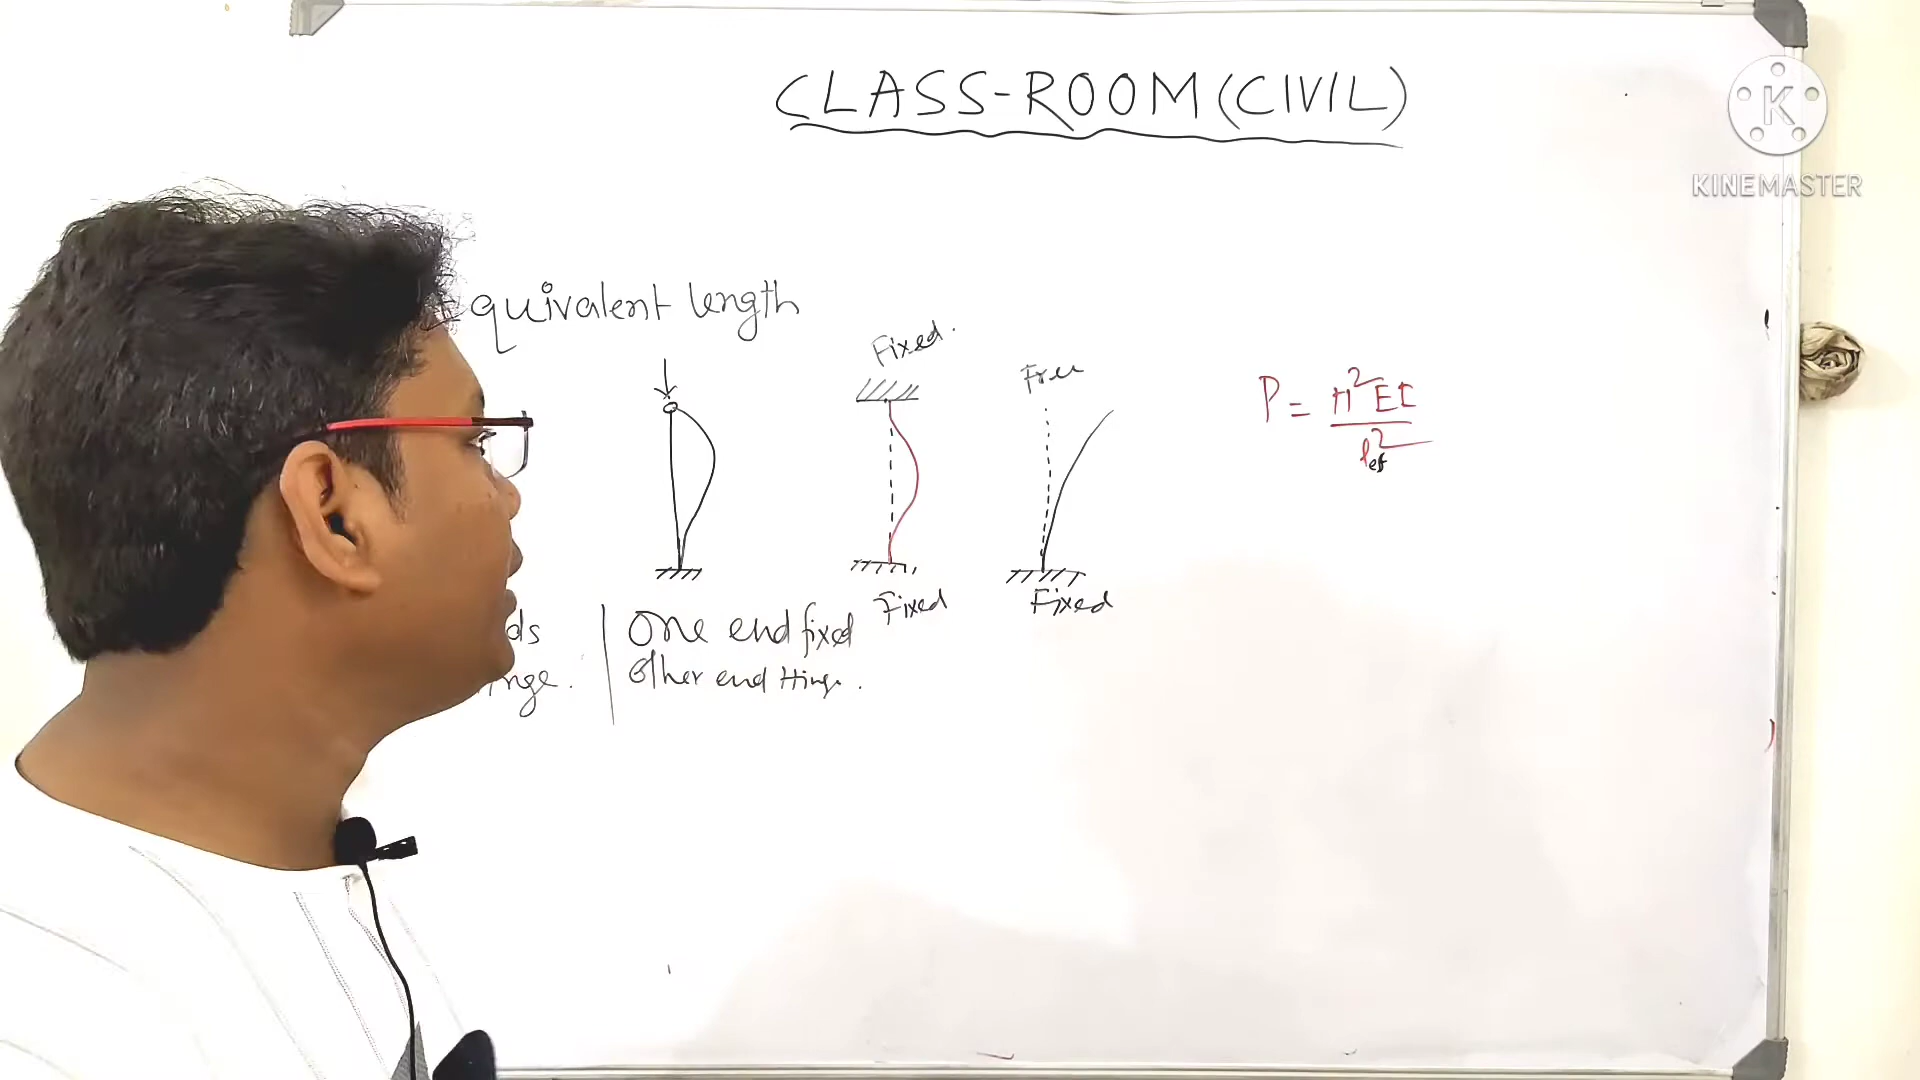 CLASS-ROOM (CIVIL)
KINEMASTER
Equivalent length
Fixed.
Free
P = π²EI / l²ef
Fixed
Fixed
ds
nge.
One end fixed
other end Hinge.